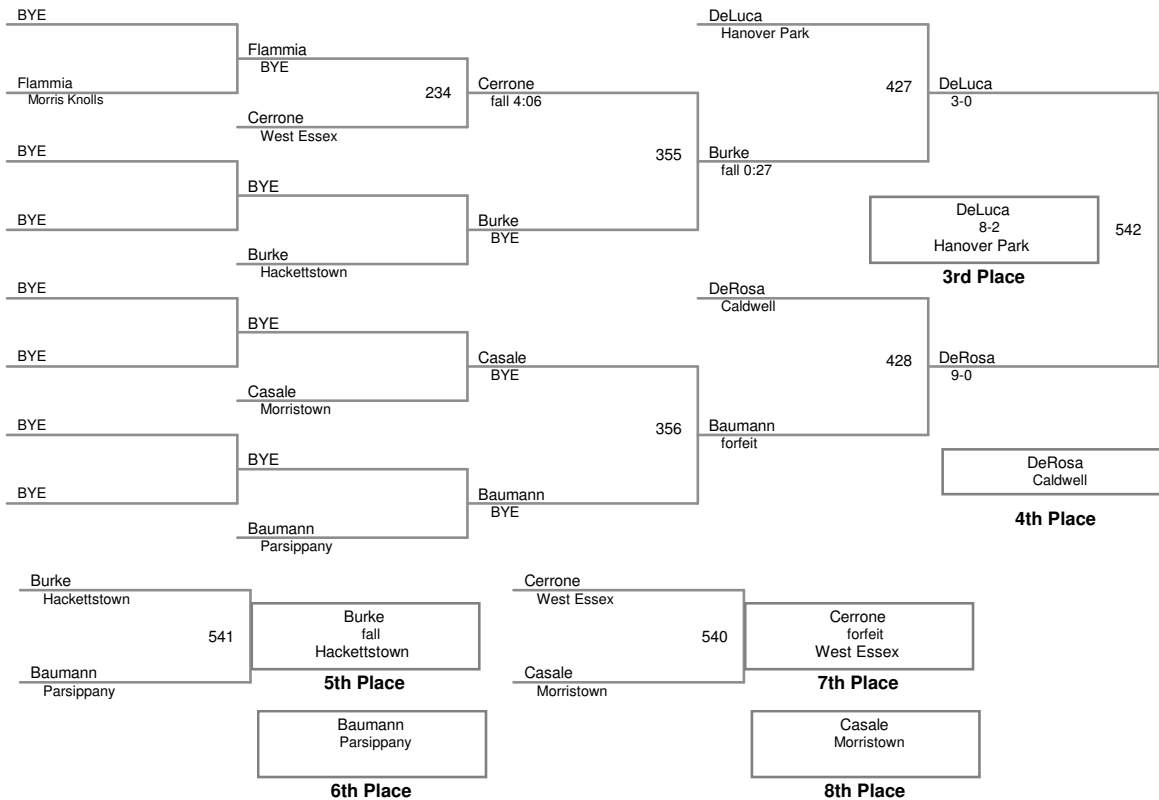 BYE
Flammia
BYE
Flammia
Morris Knolls
234
Cerrone
fall 4:06
Cerrone
West Essex
BYE
BYE
BYE
355
Burke
fall 0:27
Burke
BYE
Burke
Hackettstown
DeLuca
Hanover Park
427
DeLuca
3-0
DeLuca
8-2
Hanover Park
3rd Place
542
BYE
BYE
BYE
Casale
BYE
Casale
Morristown
356
Baumann
forfeit
BYE
BYE
BYE
Baumann
BYE
Baumann
Parsippany
DeRosa
Caldwell
428
DeRosa
9-0
DeRosa
Caldwell
4th Place
Burke
Hackettstown
541
Baumann
Parsippany
Burke
fall
Hackettstown
5th Place
Baumann
Parsippany
6th Place
Cerrone
West Essex
540
Casale
Morristown
Cerrone
forfeit
West Essex
7th Place
Casale
Morristown
8th Place